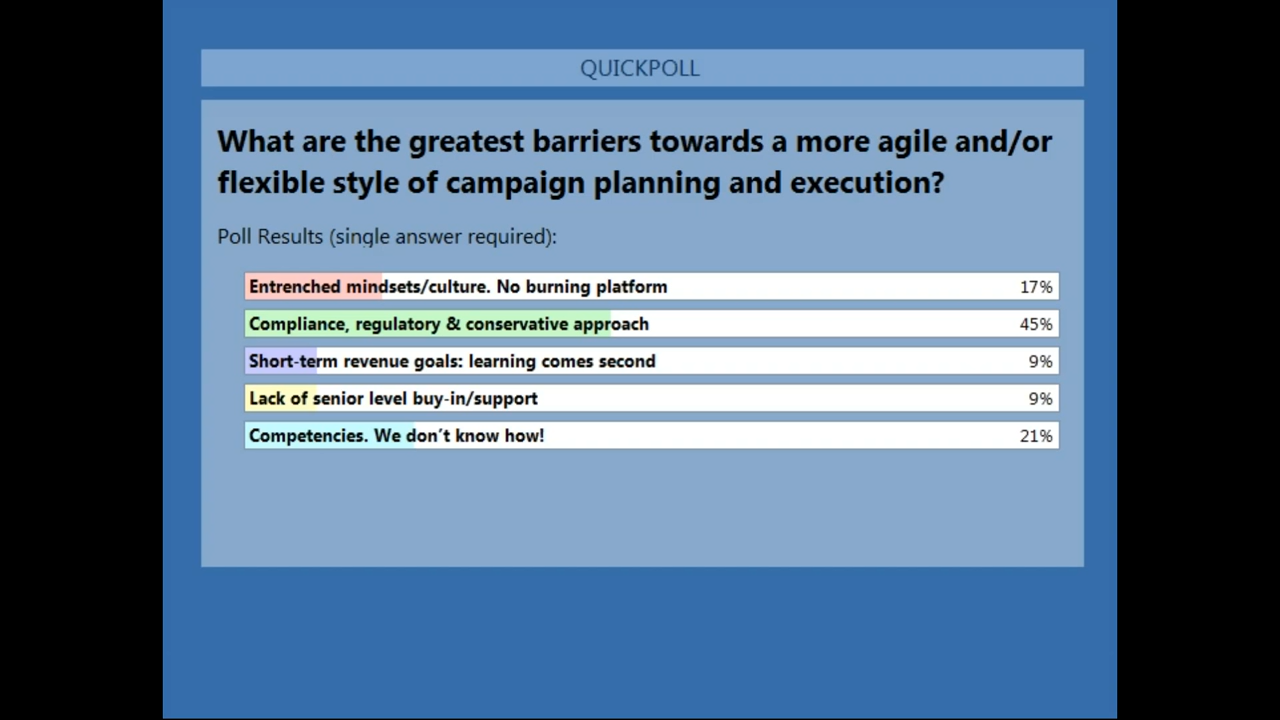 QUICKPOLL
What are the greatest barriers towards a more agile and/or
flexible style of campaign planning and execution?
Poll Results (single answer required):
Entrenched mindsets/culture. No burning platform 17%
Compliance, regulatory & conservative approach 45%
Short-term revenue goals: learning comes second 9%
Lack of senior level buy-in/support 9%
Competencies. We don’t know how! 21%